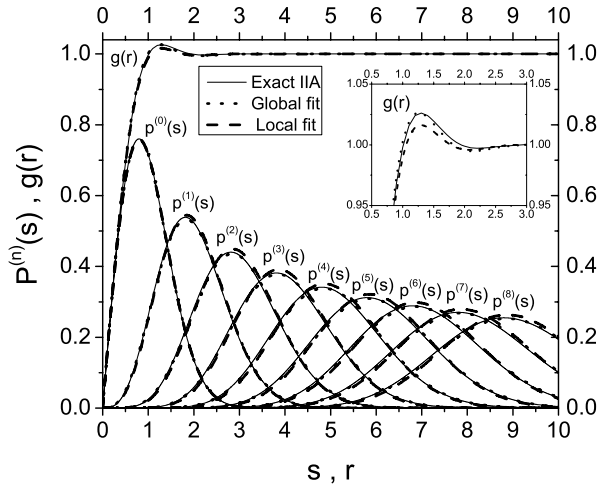 0 1 2 3 4 5 6 7 8 9 10
1.0 1.0
g(r)
Exact IIA
Global fit
Local fit
0.5 1.0 1.5 2.0 2.5 3.0
1.05 1.05
g(r)
1.00 1.00
0.95 0.95
0.5 1.0 1.5 2.0 2.5 3.0
0.8 0.8
p⁽⁰⁾(s)
0.6 0.6
p⁽¹⁾(s)
p⁽²⁾(s)
p⁽³⁾(s)
p⁽⁴⁾(s)
p⁽⁵⁾(s)
p⁽⁶⁾(s)
p⁽⁷⁾(s)
p⁽⁸⁾(s)
0.4 0.4
0.2 0.2
0.0 0.0
P⁽ⁿ⁾(s) , g(r)
0 1 2 3 4 5 6 7 8 9 10
s , r